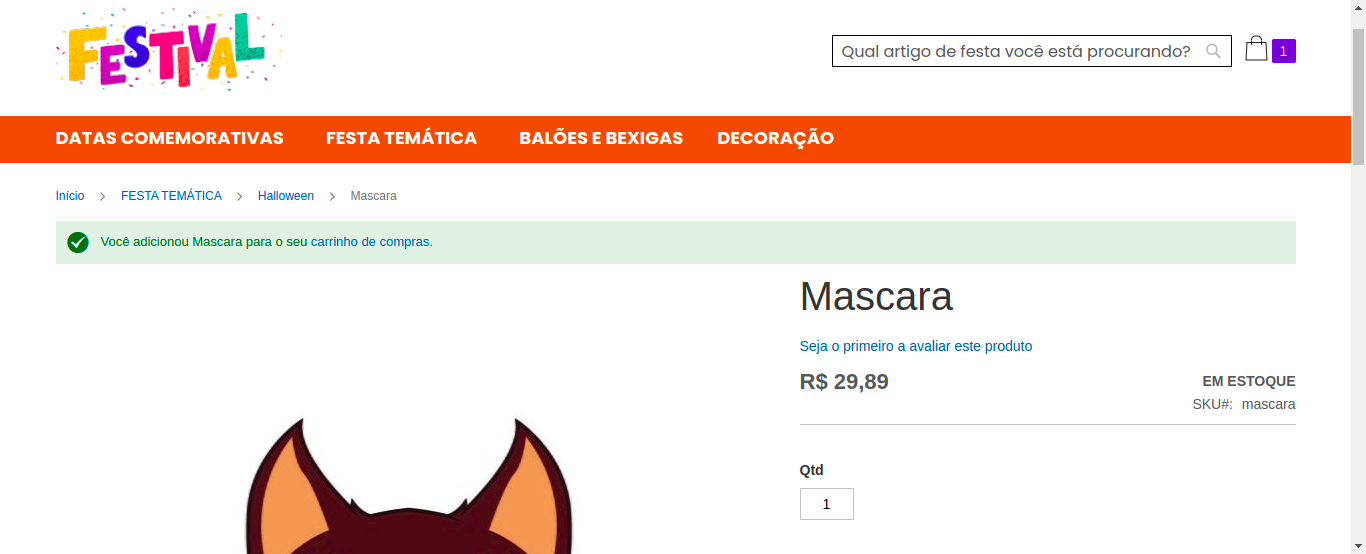 FESTIVAL
Qual artigo de festa você está procurando?
1
DATAS COMEMORATIVAS FESTA TEMÁTICA BALÕES E BEXIGAS DECORAÇÃO
Início FESTA TEMÁTICA Halloween Mascara
Você adicionou Mascara para o seu carrinho de compras.
Mascara
Seja o primeiro a avaliar este produto
R$ 29,89 EM ESTOQUE
SKU#: mascara
Qtd
1